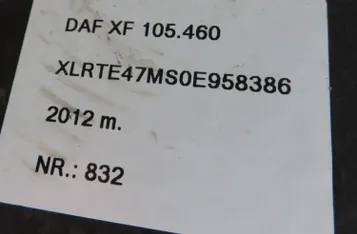 DAF XF 105.460
XLRTE47MS0E958386
2012 m.
NR.: 832